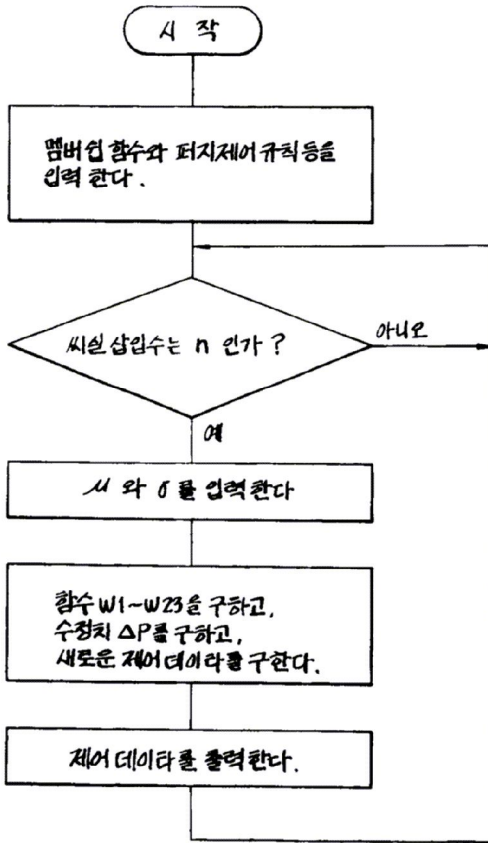 시 작
멤버쉽 함수와 퍼지제어 규칙등을
입력 한다.
씨실 삽입수는 n 인가?
아니오
예
μ 와 σ 를 입력한다
함수 W1~W23을 구하고,
수정치 ΔP를 구하고,
새로운 제어 데이타를 구한다.
제어 데이타를 출력한다.